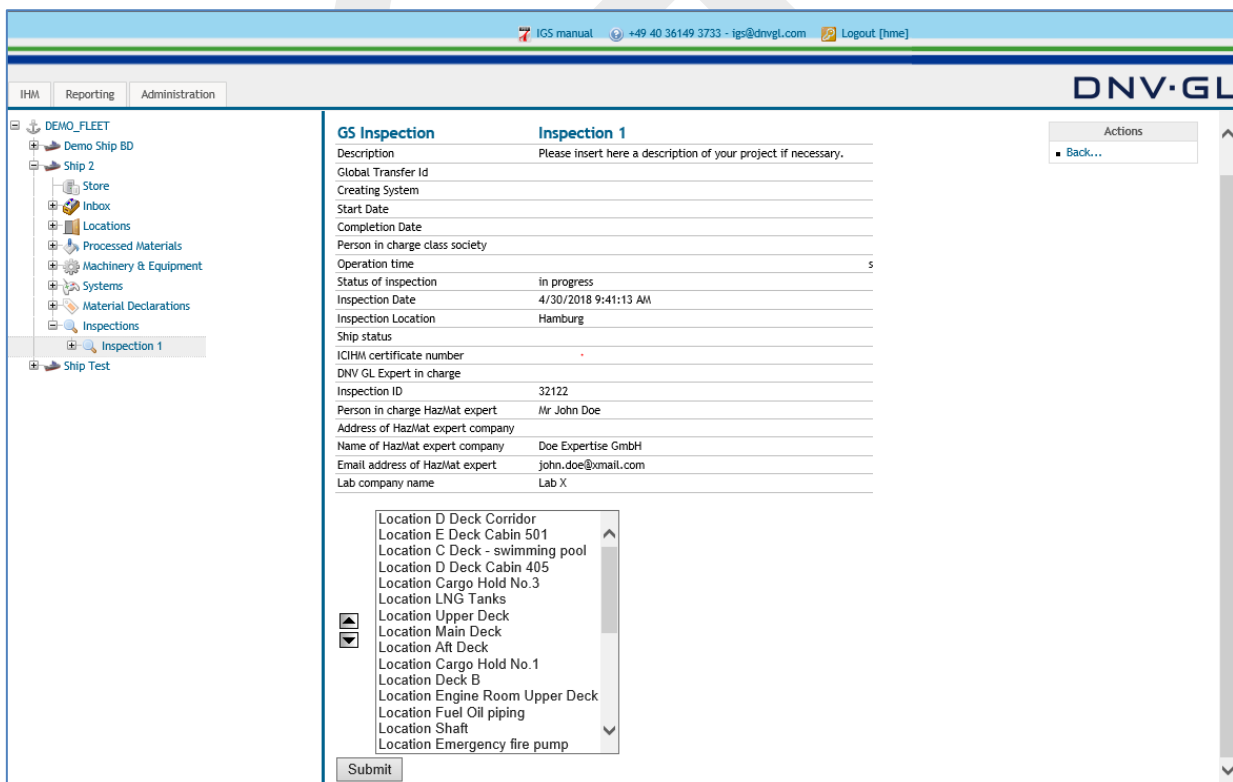 IGS manual +49 40 36149 3733 - igs@dnvgl.com Logout [hme]
DNV·GL
IHM Reporting Administration
DEMO_FLEET
Demo Ship BD
Ship 2
Store
Inbox
Locations
Processed Materials
Machinery & Equipment
Systems
Material Declarations
Inspections
Inspection 1
Ship Test
GS Inspection Inspection 1
Description Please insert here a description of your project if necessary.
Global Transfer Id
Creating System
Start Date
Completion Date
Person in charge class society
Operation time s
Status of inspection in progress
Inspection Date 4/30/2018 9:41:13 AM
Inspection Location Hamburg
Ship status
ICIHM certificate number
DNV GL Expert in charge
Inspection ID 32122
Person in charge HazMat expert Mr John Doe
Address of HazMat expert company
Name of HazMat expert company Doe Expertise GmbH
Email address of HazMat expert john.doe@xmail.com
Lab company name Lab X
Location D Deck Corridor
Location E Deck Cabin 501
Location C Deck - swimming pool
Location D Deck Cabin 405
Location Cargo Hold No.3
Location LNG Tanks
Location Upper Deck
Location Main Deck
Location Aft Deck
Location Cargo Hold No.1
Location Deck B
Location Engine Room Upper Deck
Location Fuel Oil piping
Location Shaft
Location Emergency fire pump
Submit
Actions
Back...